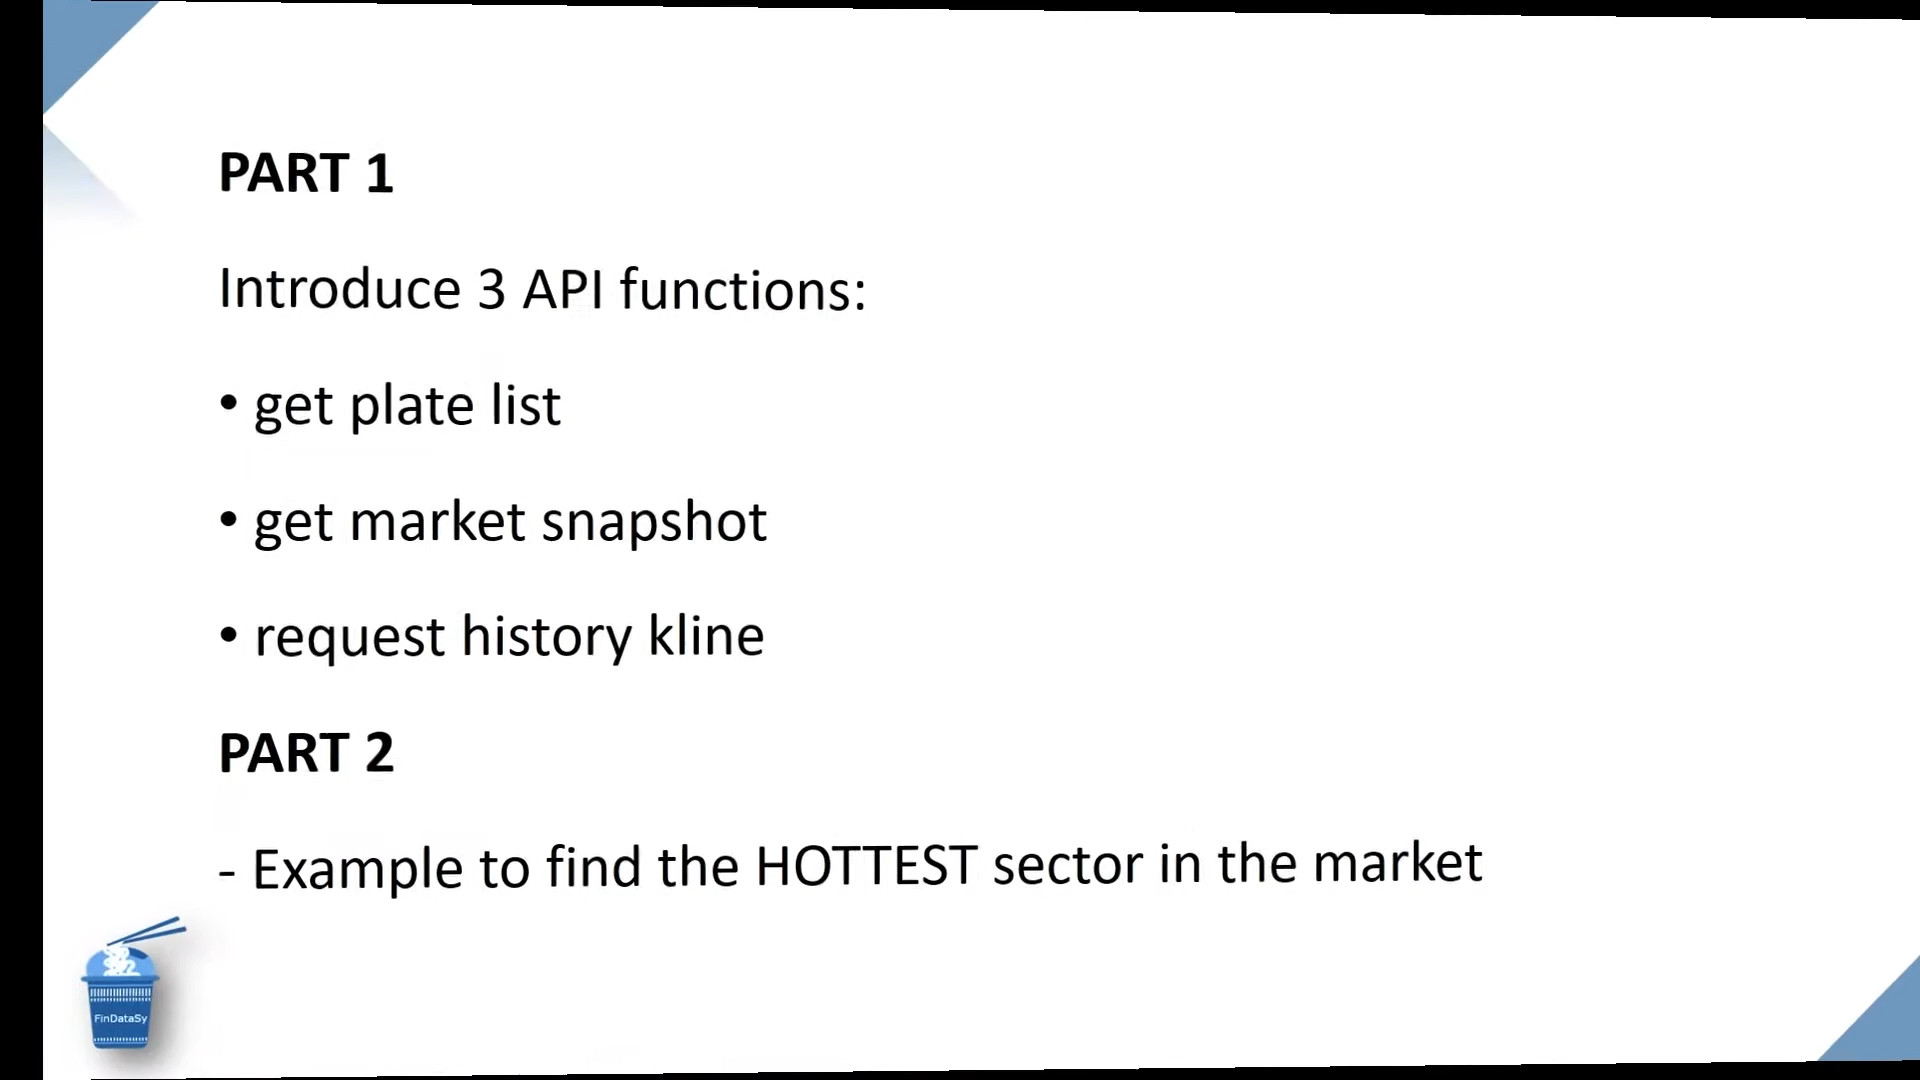 PART 1
Introduce 3 API functions:
• get plate list
• get market snapshot
• request history kline
PART 2
- Example to find the HOTTEST sector in the market
FinDataSy